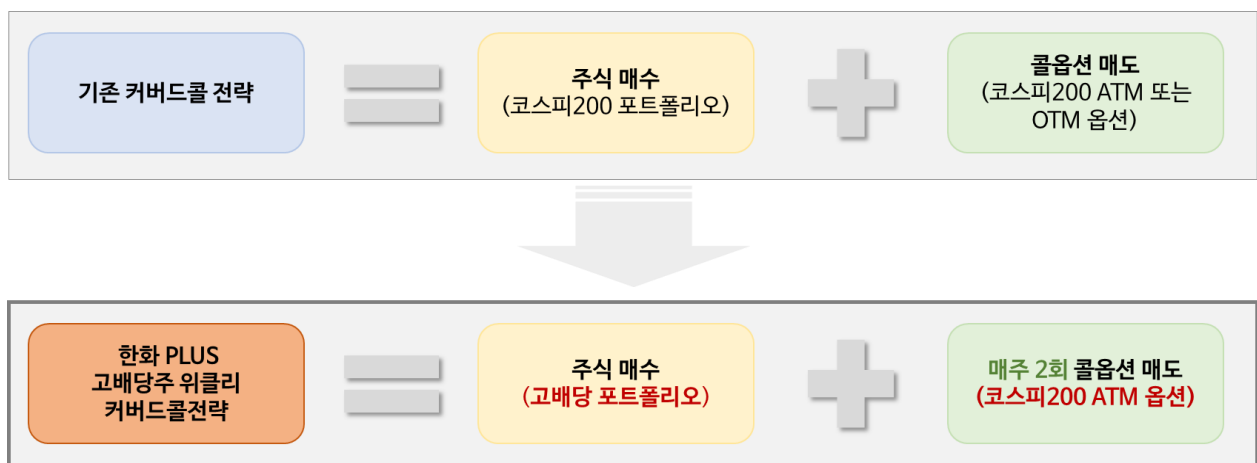 기존 커버드콜 전략
주식 매수
(코스피200 포트폴리오)
콜옵션 매도
(코스피200 ATM 또는
OTM 옵션)
한화 PLUS
고배당주 위클리
커버드콜전략
주식 매수
(고배당 포트폴리오)
매주 2회 콜옵션 매도
(코스피200 ATM 옵션)